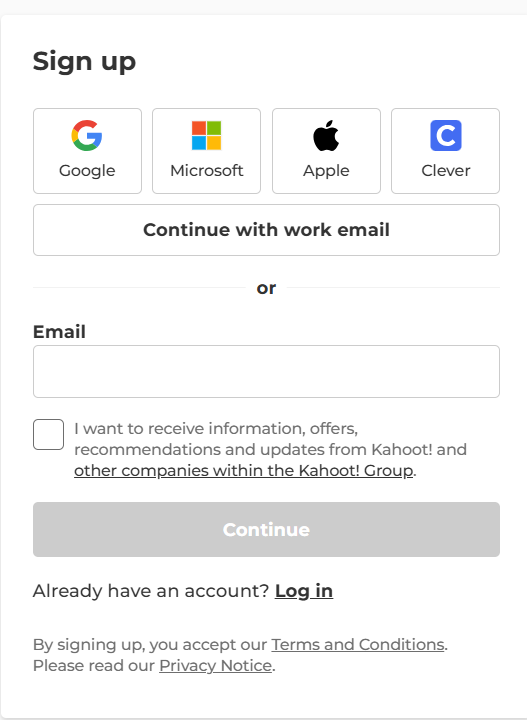 Sign up
Google
Microsoft
Apple
Clever
Continue with work email
or
Email
I want to receive information, offers,
recommendations and updates from Kahoot! and
other companies within the Kahoot! Group.
Continue
Already have an account? Log in
By signing up, you accept our Terms and Conditions.
Please read our Privacy Notice.